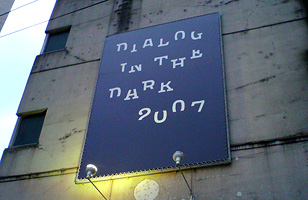 DIALOG
IN THE
DARK
2007